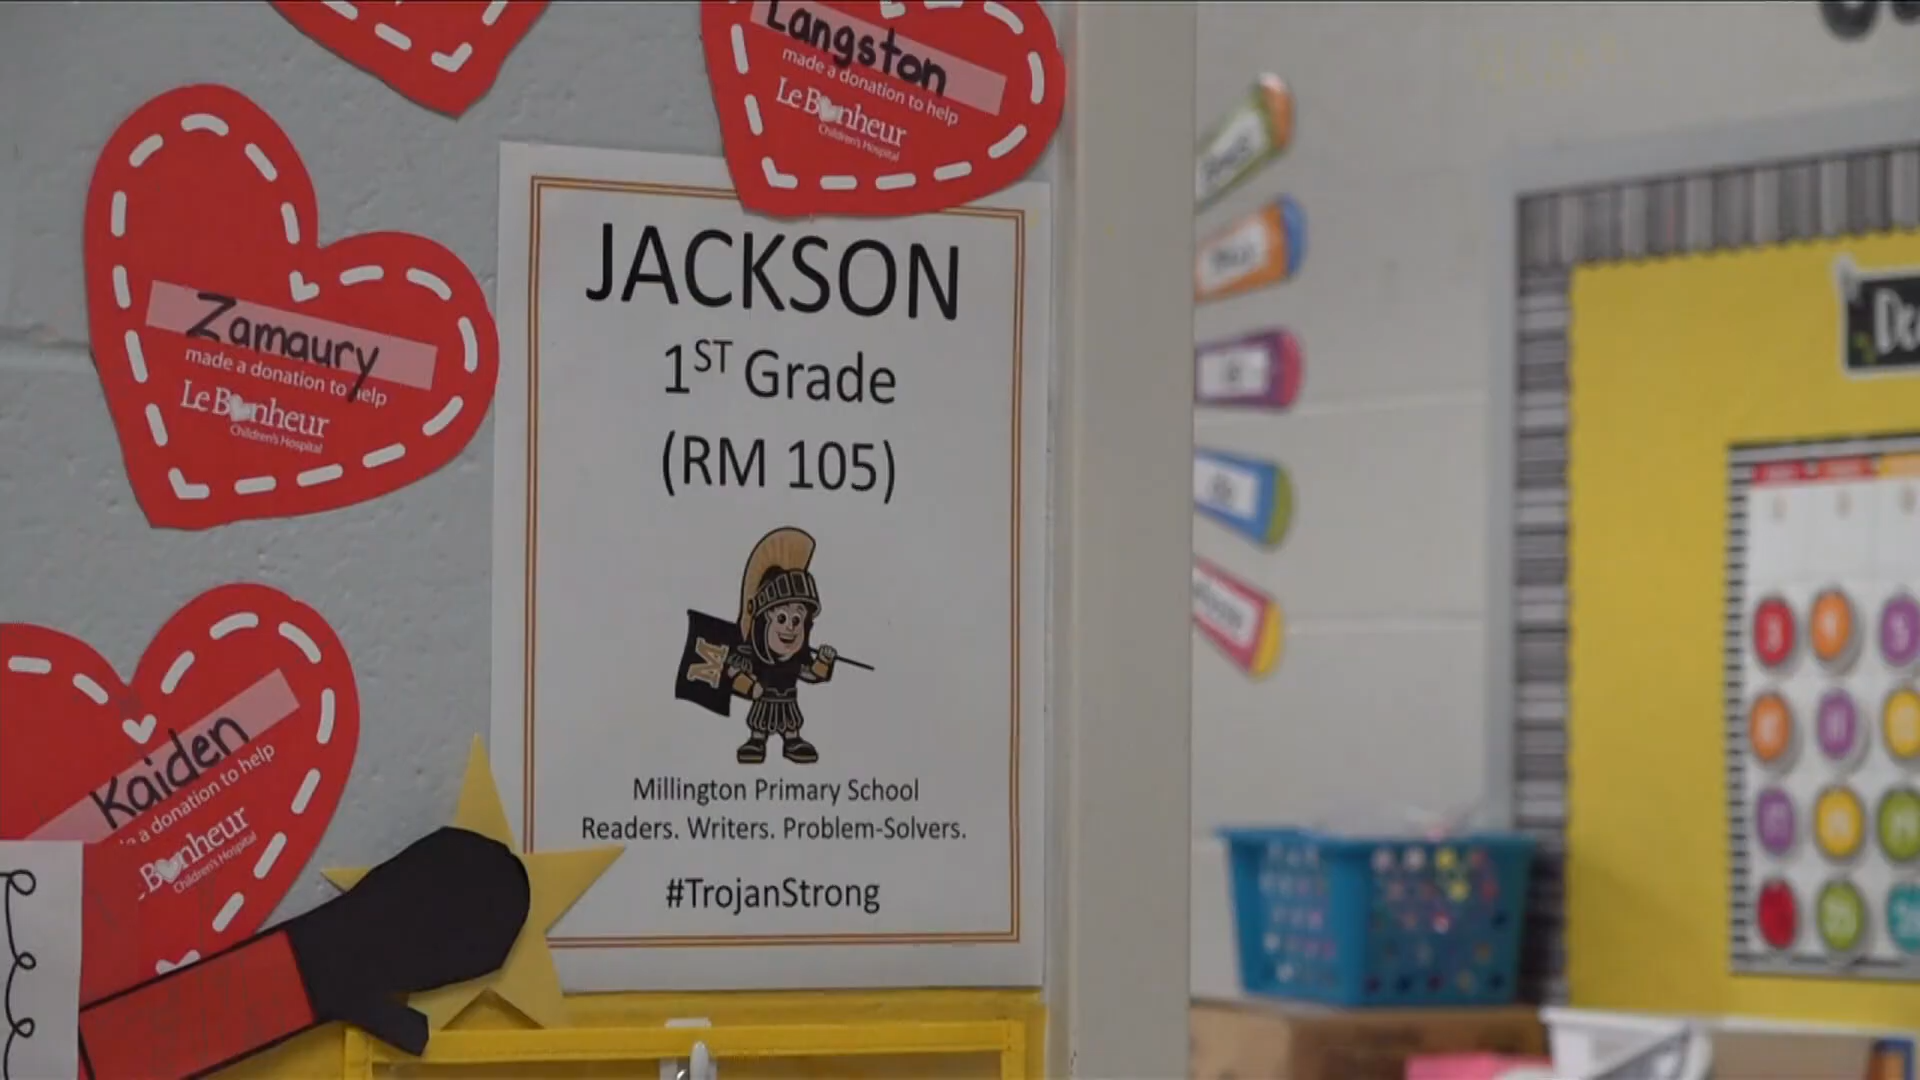 Langston
made a donation to help
Le Bonheur
Children's Hospital
Zamaury
made a donation to help
Le Bonheur
Children's Hospital
JACKSON
1ST Grade
(RM 105)
M
Millington Primary School
Readers. Writers. Problem-Solvers.
#TrojanStrong
Kaiden
a donation to help
Bonheur
Children's Hospital